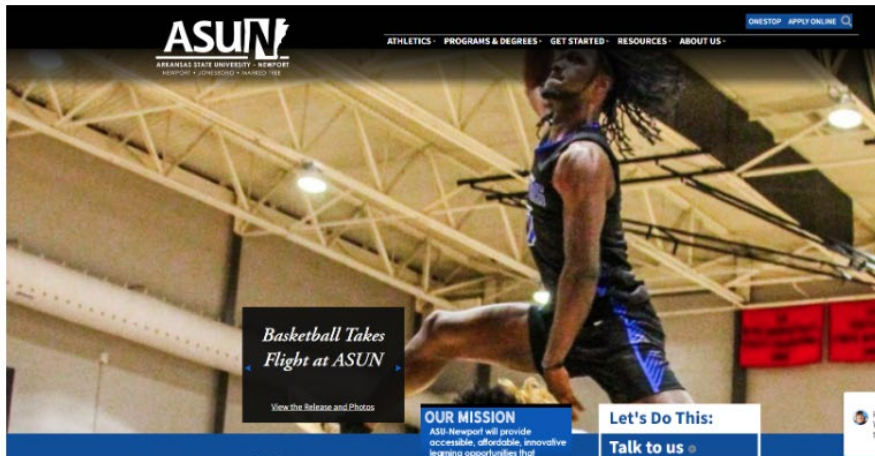 ONESTOP APPLY ONLINE
ASUN
ARKANSAS STATE UNIVERSITY - NEWPORT
NEWPORT • JONESBORO • MARKED TREE
ATHLETICS PROGRAMS & DEGREES GET STARTED RESOURCES ABOUT US
Basketball Takes
Flight at ASUN
View the Release and Photos
OUR MISSION
ASU-Newport will provide
accessible, affordable, innovative
learning opportunities that
Let's Do This:
Talk to us